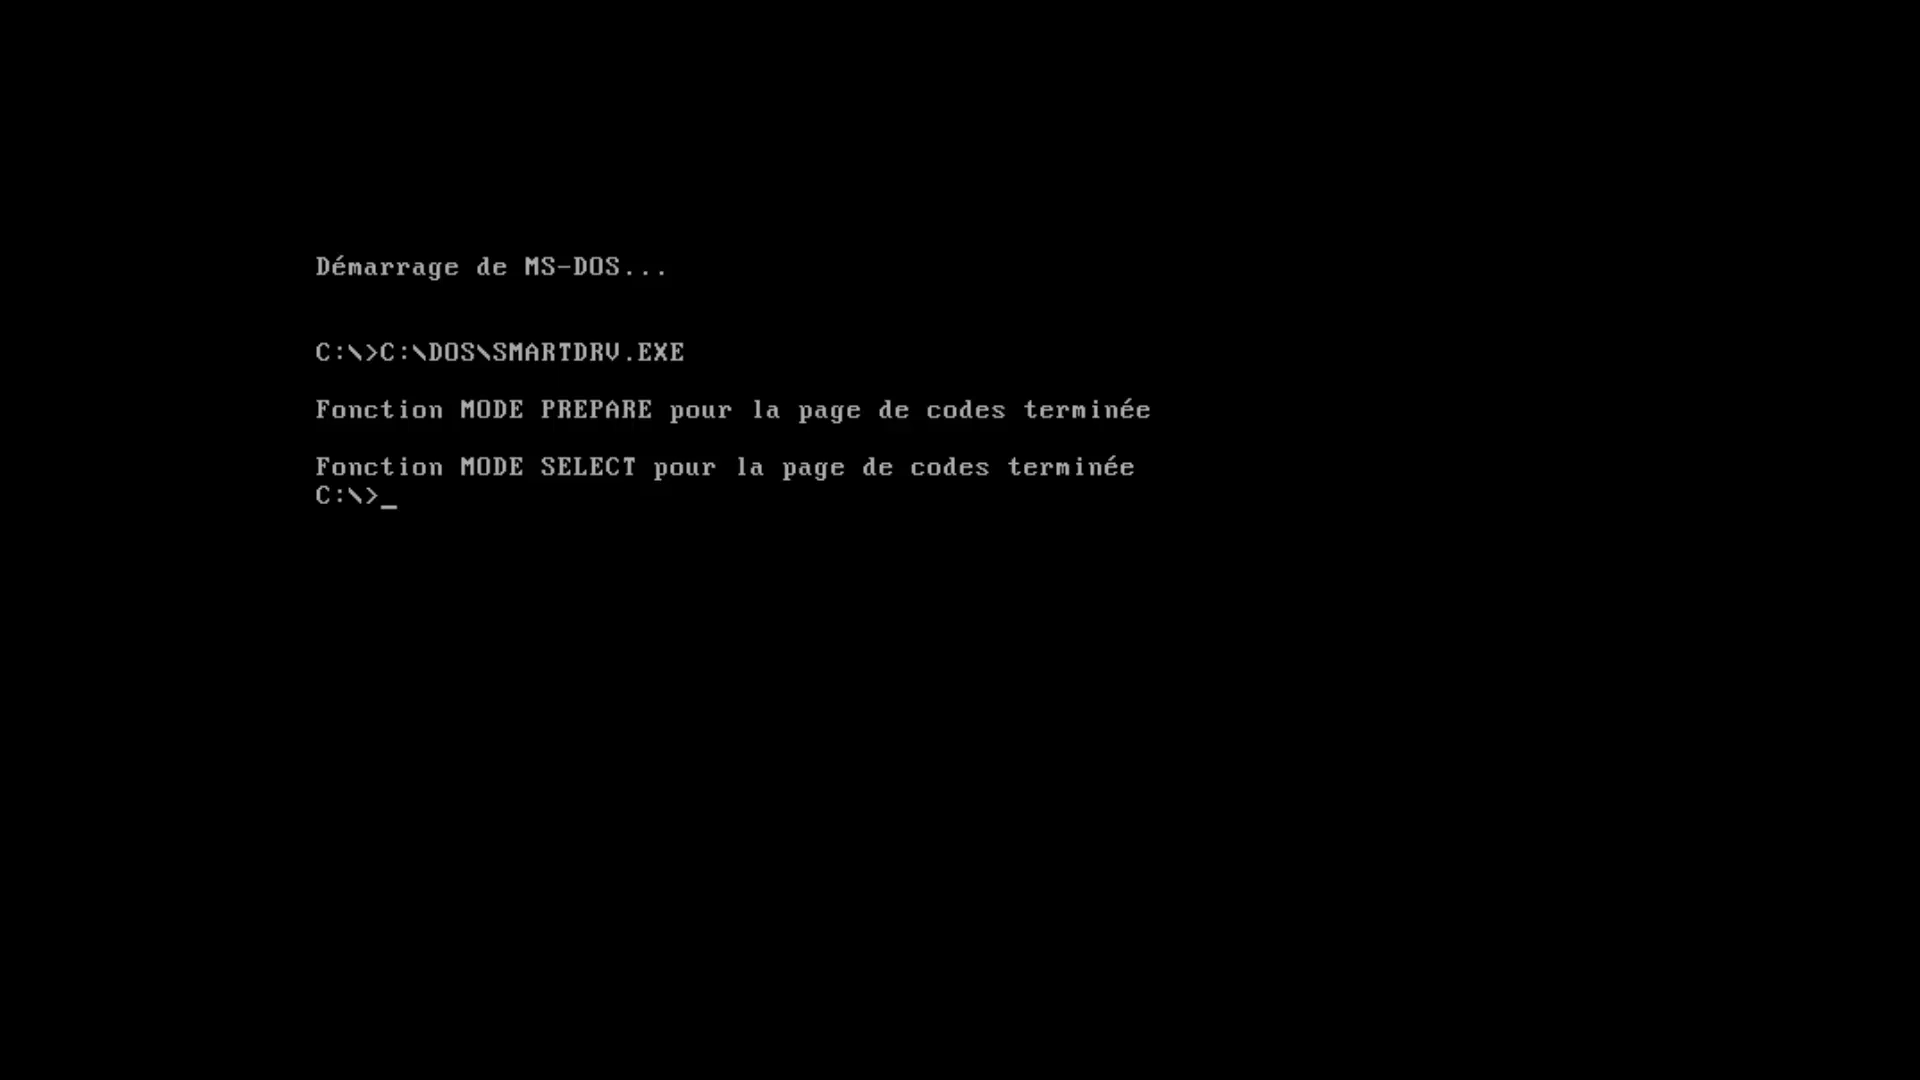 Démarrage de MS-DOS...
C:\>C:\DOS\SMARTDRV.EXE
Fonction MODE PREPARE pour la page de codes terminée
Fonction MODE SELECT pour la page de codes terminée
C:\>_